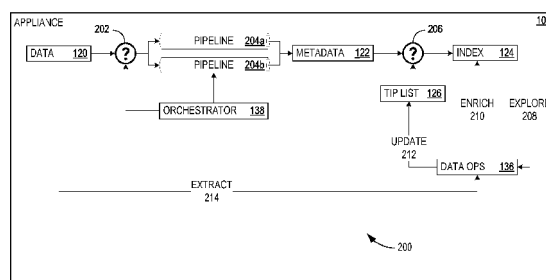 APPLIANCE 10
202 PIPELINE 204a 206
DATA 120 ? METADATA 122 ? INDEX 124
PIPELINE 204b
TIP LIST 126
ORCHESTRATOR 138 ENRICH EXPLORE
210 208
UPDATE
212
DATA OPS 136
EXTRACT
214
200